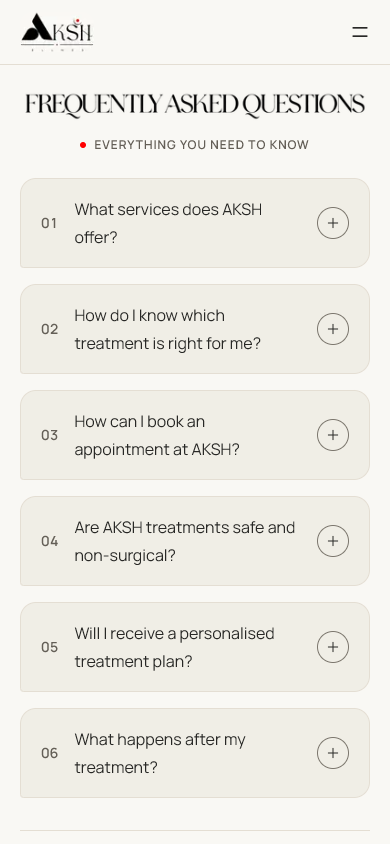 AKSH
FREQUENTLY ASKED QUESTIONS
EVERYTHING YOU NEED TO KNOW
01
What services does AKSH
offer?
02
How do I know which
treatment is right for me?
03
How can I book an
appointment at AKSH?
04
Are AKSH treatments safe and
non-surgical?
05
Will I receive a personalised
treatment plan?
06
What happens after my
treatment?